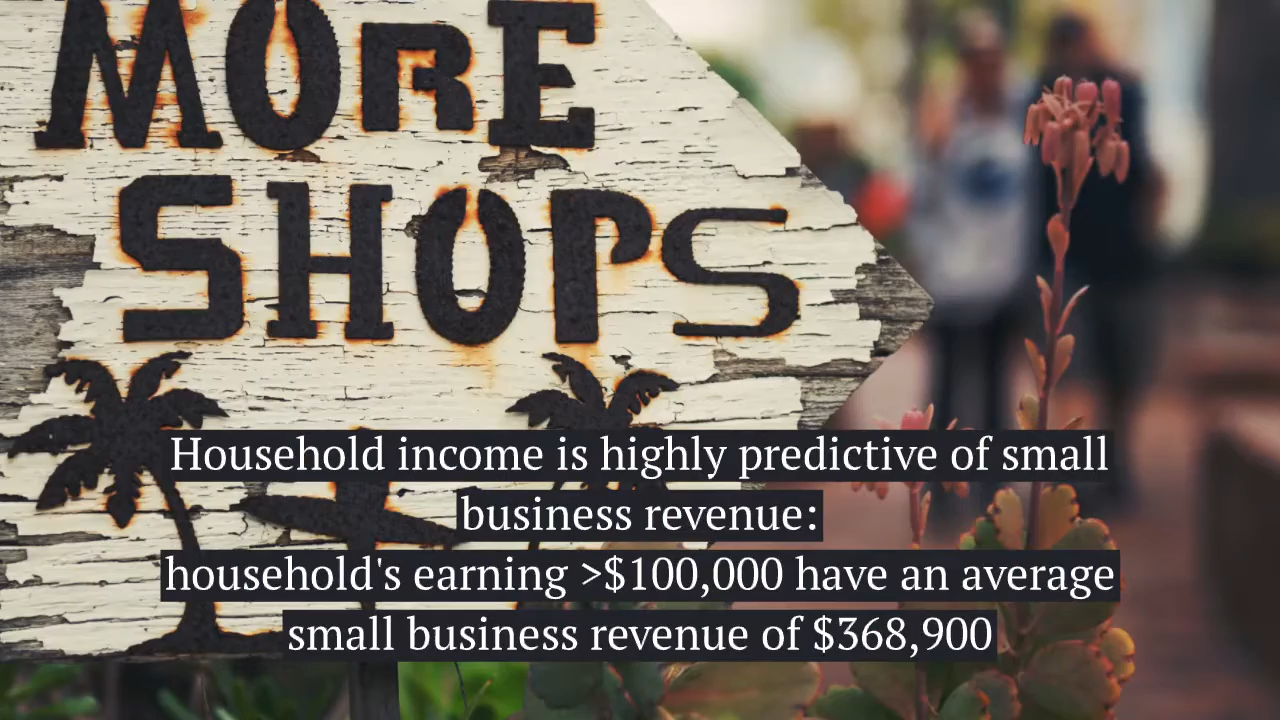 MORE
SHOPS
Household income is highly predictive of small
business revenue:
household's earning >$100,000 have an average
small business revenue of $368,900